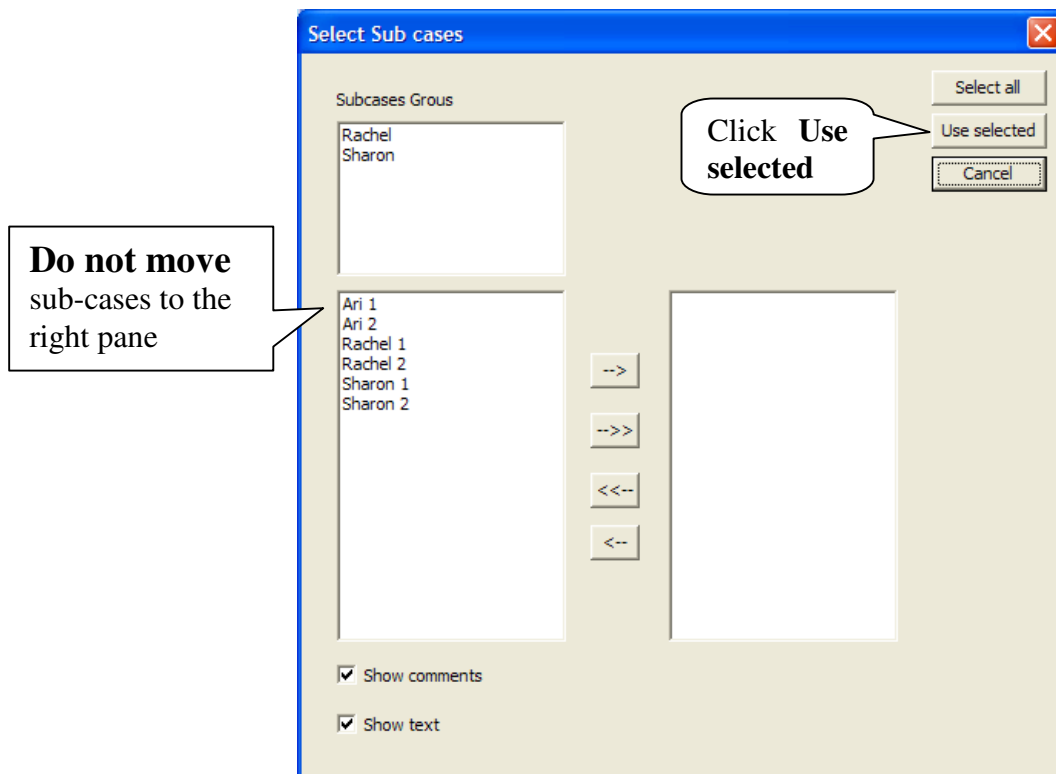 Select Sub cases
Select all
Subcases Grous
Use selected
Click Use
selected
Cancel
Rachel
Sharon
Do not move
sub-cases to the
right pane
Ari 1
Ari 2
Rachel 1
Rachel 2
Sharon 1
Sharon 2
-->
-->>
<<--
<--
Show comments
Show text